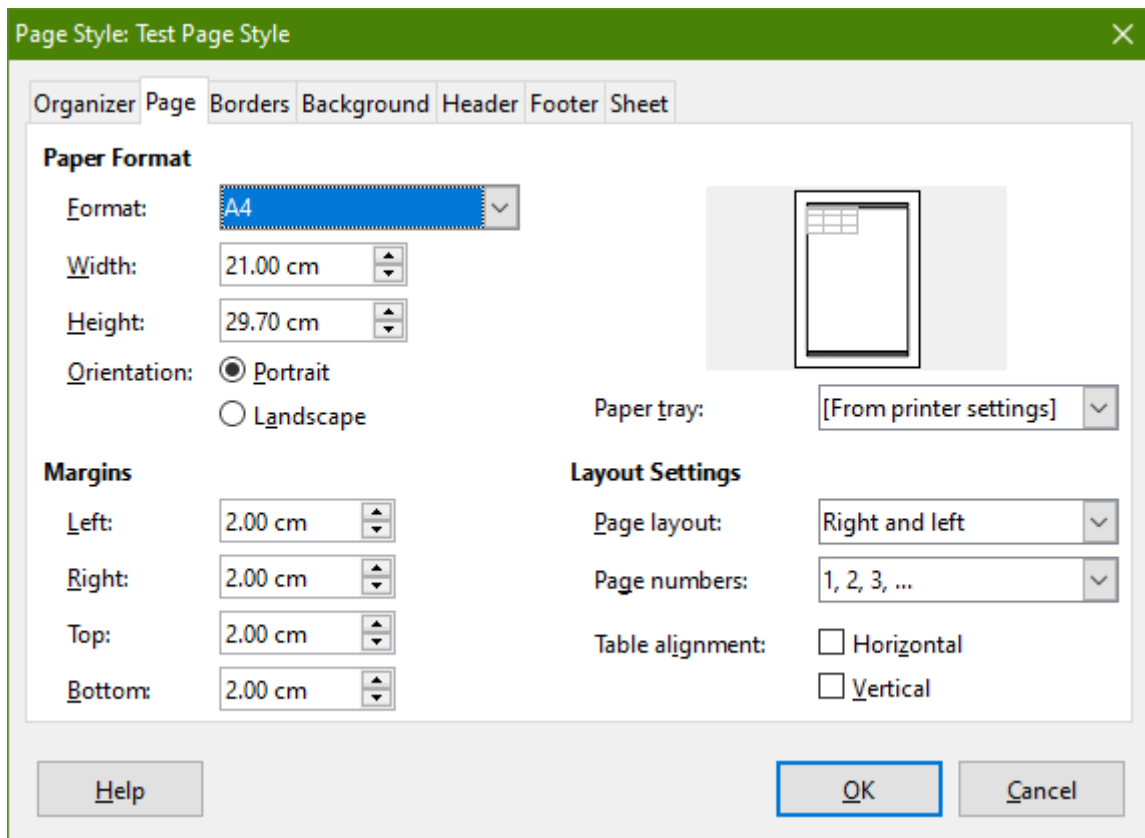 Page Style: Test Page Style
Organizer Page Borders Background Header Footer Sheet
Paper Format
Format: A4
Width: 21.00 cm
Height: 29.70 cm
Orientation: Portrait
Landscape
Paper tray: [From printer settings]
Margins
Left: 2.00 cm
Right: 2.00 cm
Top: 2.00 cm
Bottom: 2.00 cm
Layout Settings
Page layout: Right and left
Page numbers: 1, 2, 3, ...
Table alignment: Horizontal
Vertical
Help OK Cancel